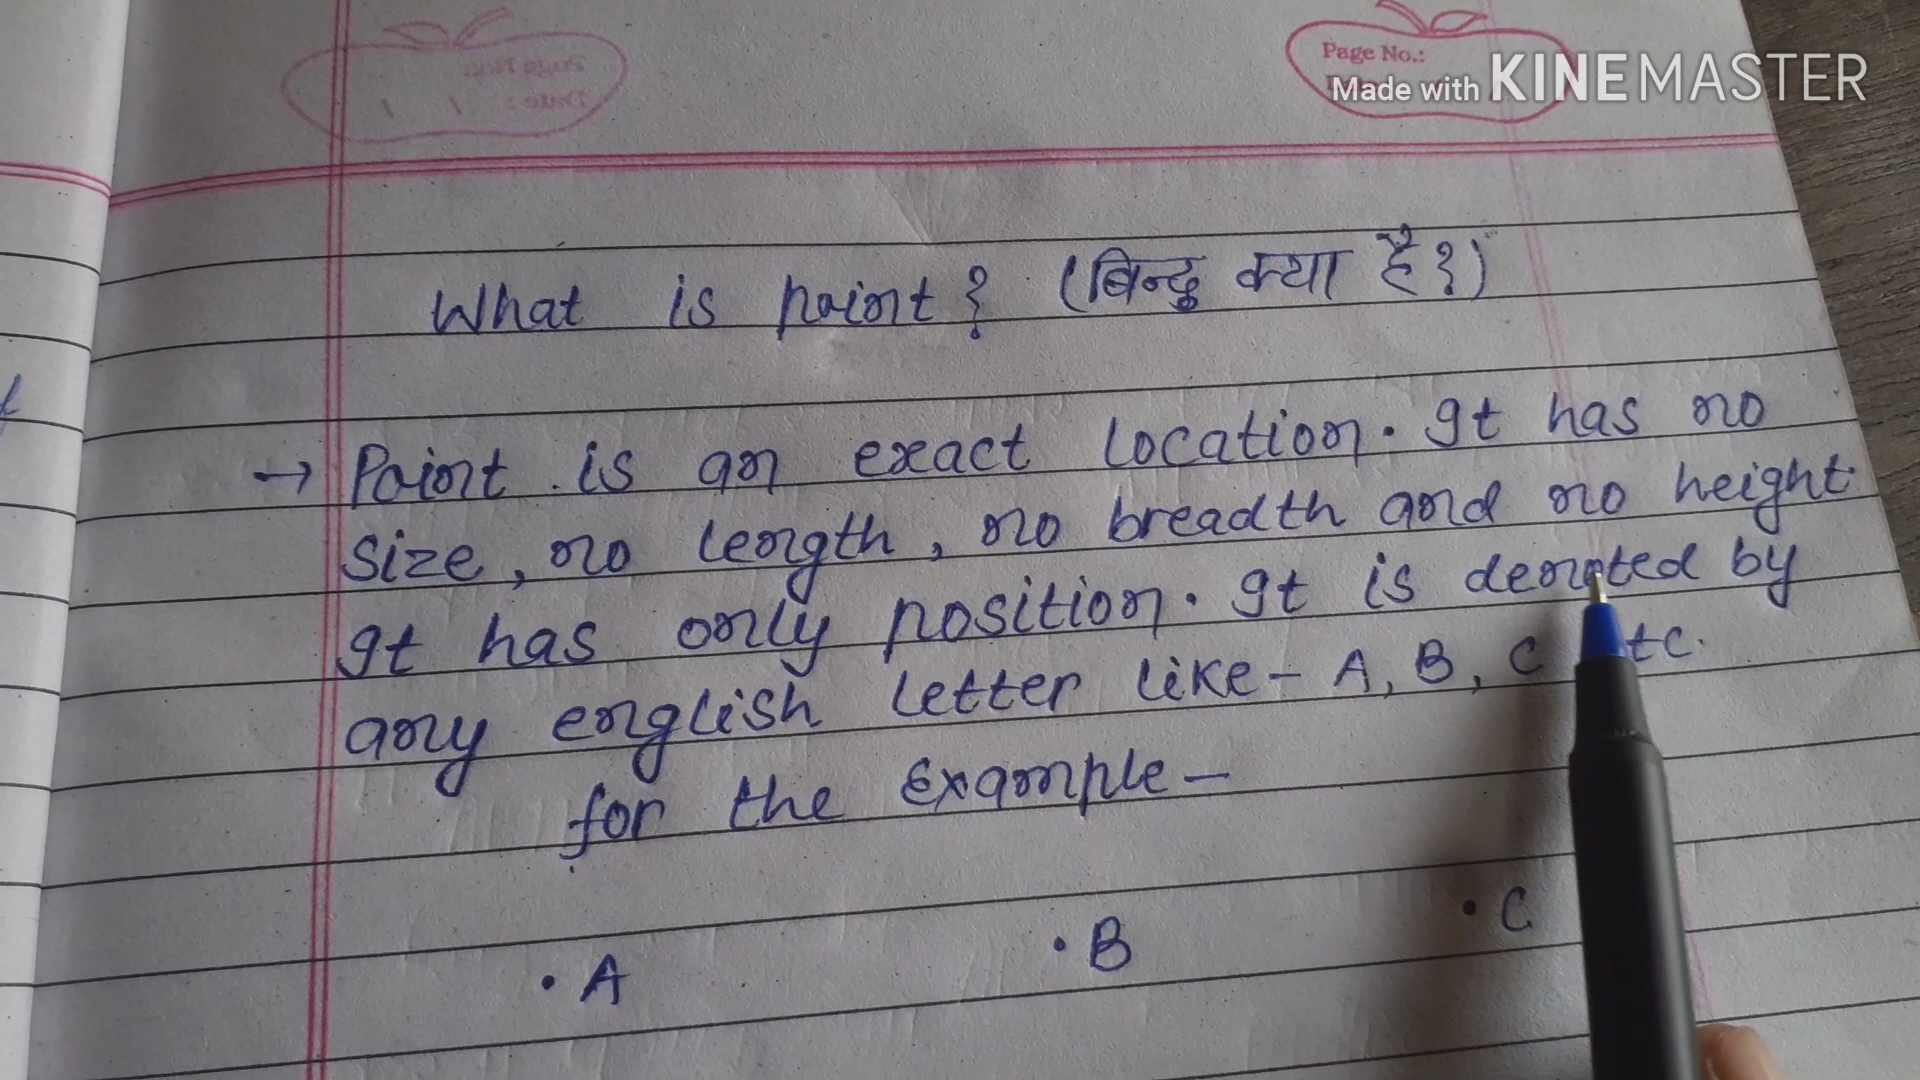 Page No.:
Made with KINEMASTER
What is point? (बिन्दु क्या है?)
→ Point is an exact location. It has no
size, no length, no breadth and no height.
It has only position. It is denoted by
any english letter like - A, B, C etc.
for the example -
. A . B . C